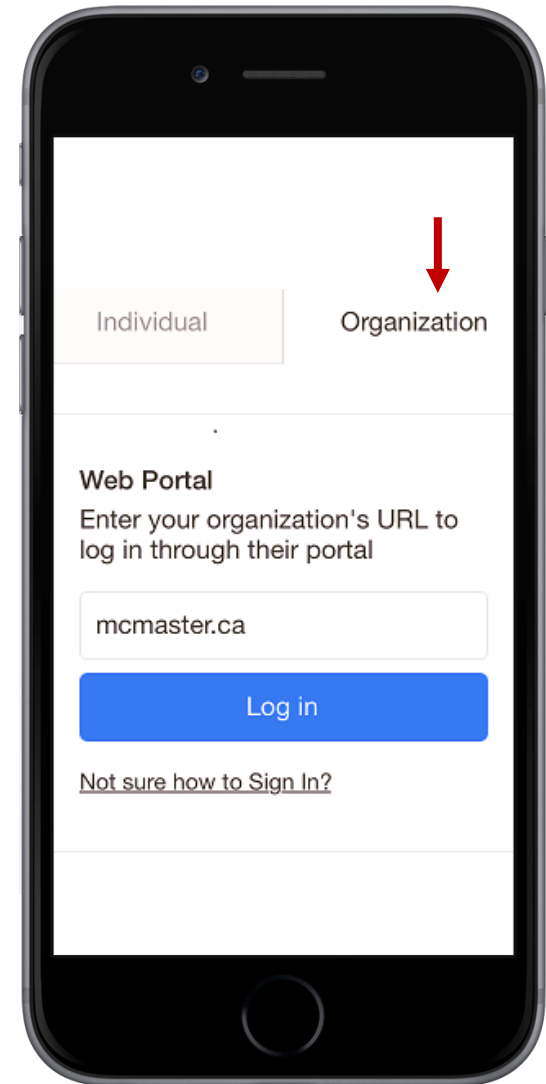 Individual
Organization
Web Portal
Enter your organization's URL to
log in through their portal
mcmaster.ca
Log in
Not sure how to Sign In?